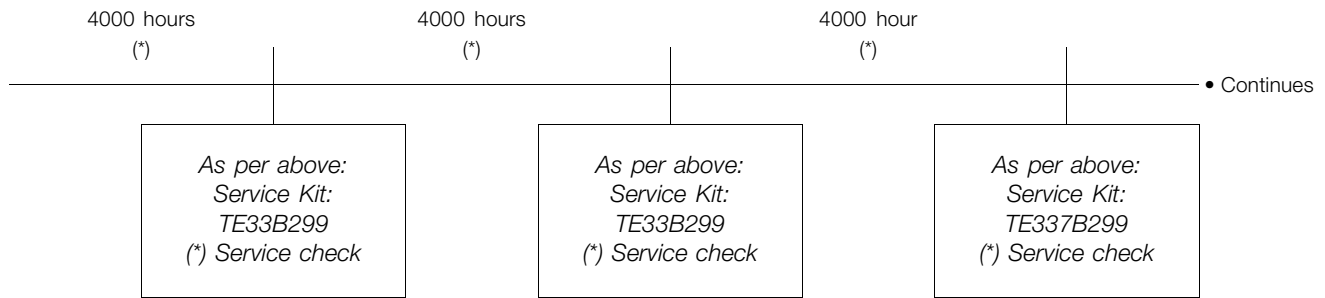 4000 hours
(*)
4000 hours
(*)
4000 hour
(*)
• Continues
As per above:
Service Kit:
TE33B299
(*) Service check
As per above:
Service Kit:
TE33B299
(*) Service check
As per above:
Service Kit:
TE337B299
(*) Service check